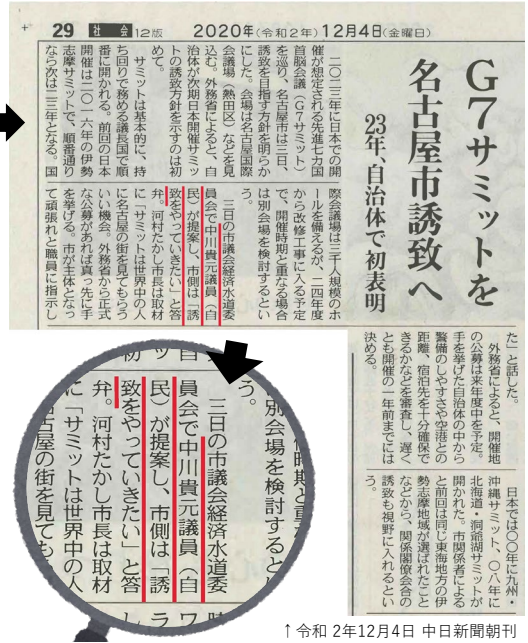 29 社会 12版 2020年(令和2年)12月4日(金曜日)
G7サミットを
名古屋市誘致へ
23年、自治体で初表明
二〇二三年に日本での開
催が想定される先進七カ国
首脳会議（G7サミット）
を巡り、名古屋市は三日、
誘致を目指す方針を明らか
にした。会場は名古屋国際
会議場（熱田区）などを見
込む。外務省によると、自
治体が次期日本開催サミッ
トの誘致方針を示すのは初
めて。
サミットは基本的に、持
ち回りで務める議長国で順
番に開かれる。前回の日本
開催は二〇一六年の伊勢
志摩サミットで、順番通り
なら次は二三年となる。国
際会議場は三千人規模のホ
ールを備えるが、二四年度
から改修工事に入る予定
で、開催時期と重なる場合
は別会場を検討するとい
う。
三日の市議会経済水道委
員会で中川貴元議員（自
民）が提案し、市側は「誘
致をやっていきたい」と答
弁。河村たかし市長は取材
に「サミットは世界中の人
に名古屋の街を見てもらう
いい機会。外務省から正式
な公募があれば真っ先に手
を挙げる。市が主体となっ
て頑張れと職員に指示し
た」と話した。
外務省によると、開催地
の公募は来年度中を予定。
手を挙げた自治体の中から
警備のしやすさや空港との
距離、宿泊先を十分確保で
きるかなどを審査し、遅く
とも開催の一年前までには
決める。
日本では〇〇年に九州・
沖縄サミット、〇八年に
北海道・洞爺湖サミットが
開かれた。市関係者による
と前回は同じ東海地方の伊
勢志摩地域が選ばれたこと
などから、関係閣僚会合の
誘致も視野に入れるとい
う。
時期と重
別会場を検討すると
う。
三日の市議会経済水道委
員会で中川貴元議員（自
民）が提案し、市側は「誘
致をやっていきたい」と答
弁。河村たかし市長は取材
に「サミットは世界中の人
古屋の街を見ても
↑令和 2年12月4日 中日新聞朝刊